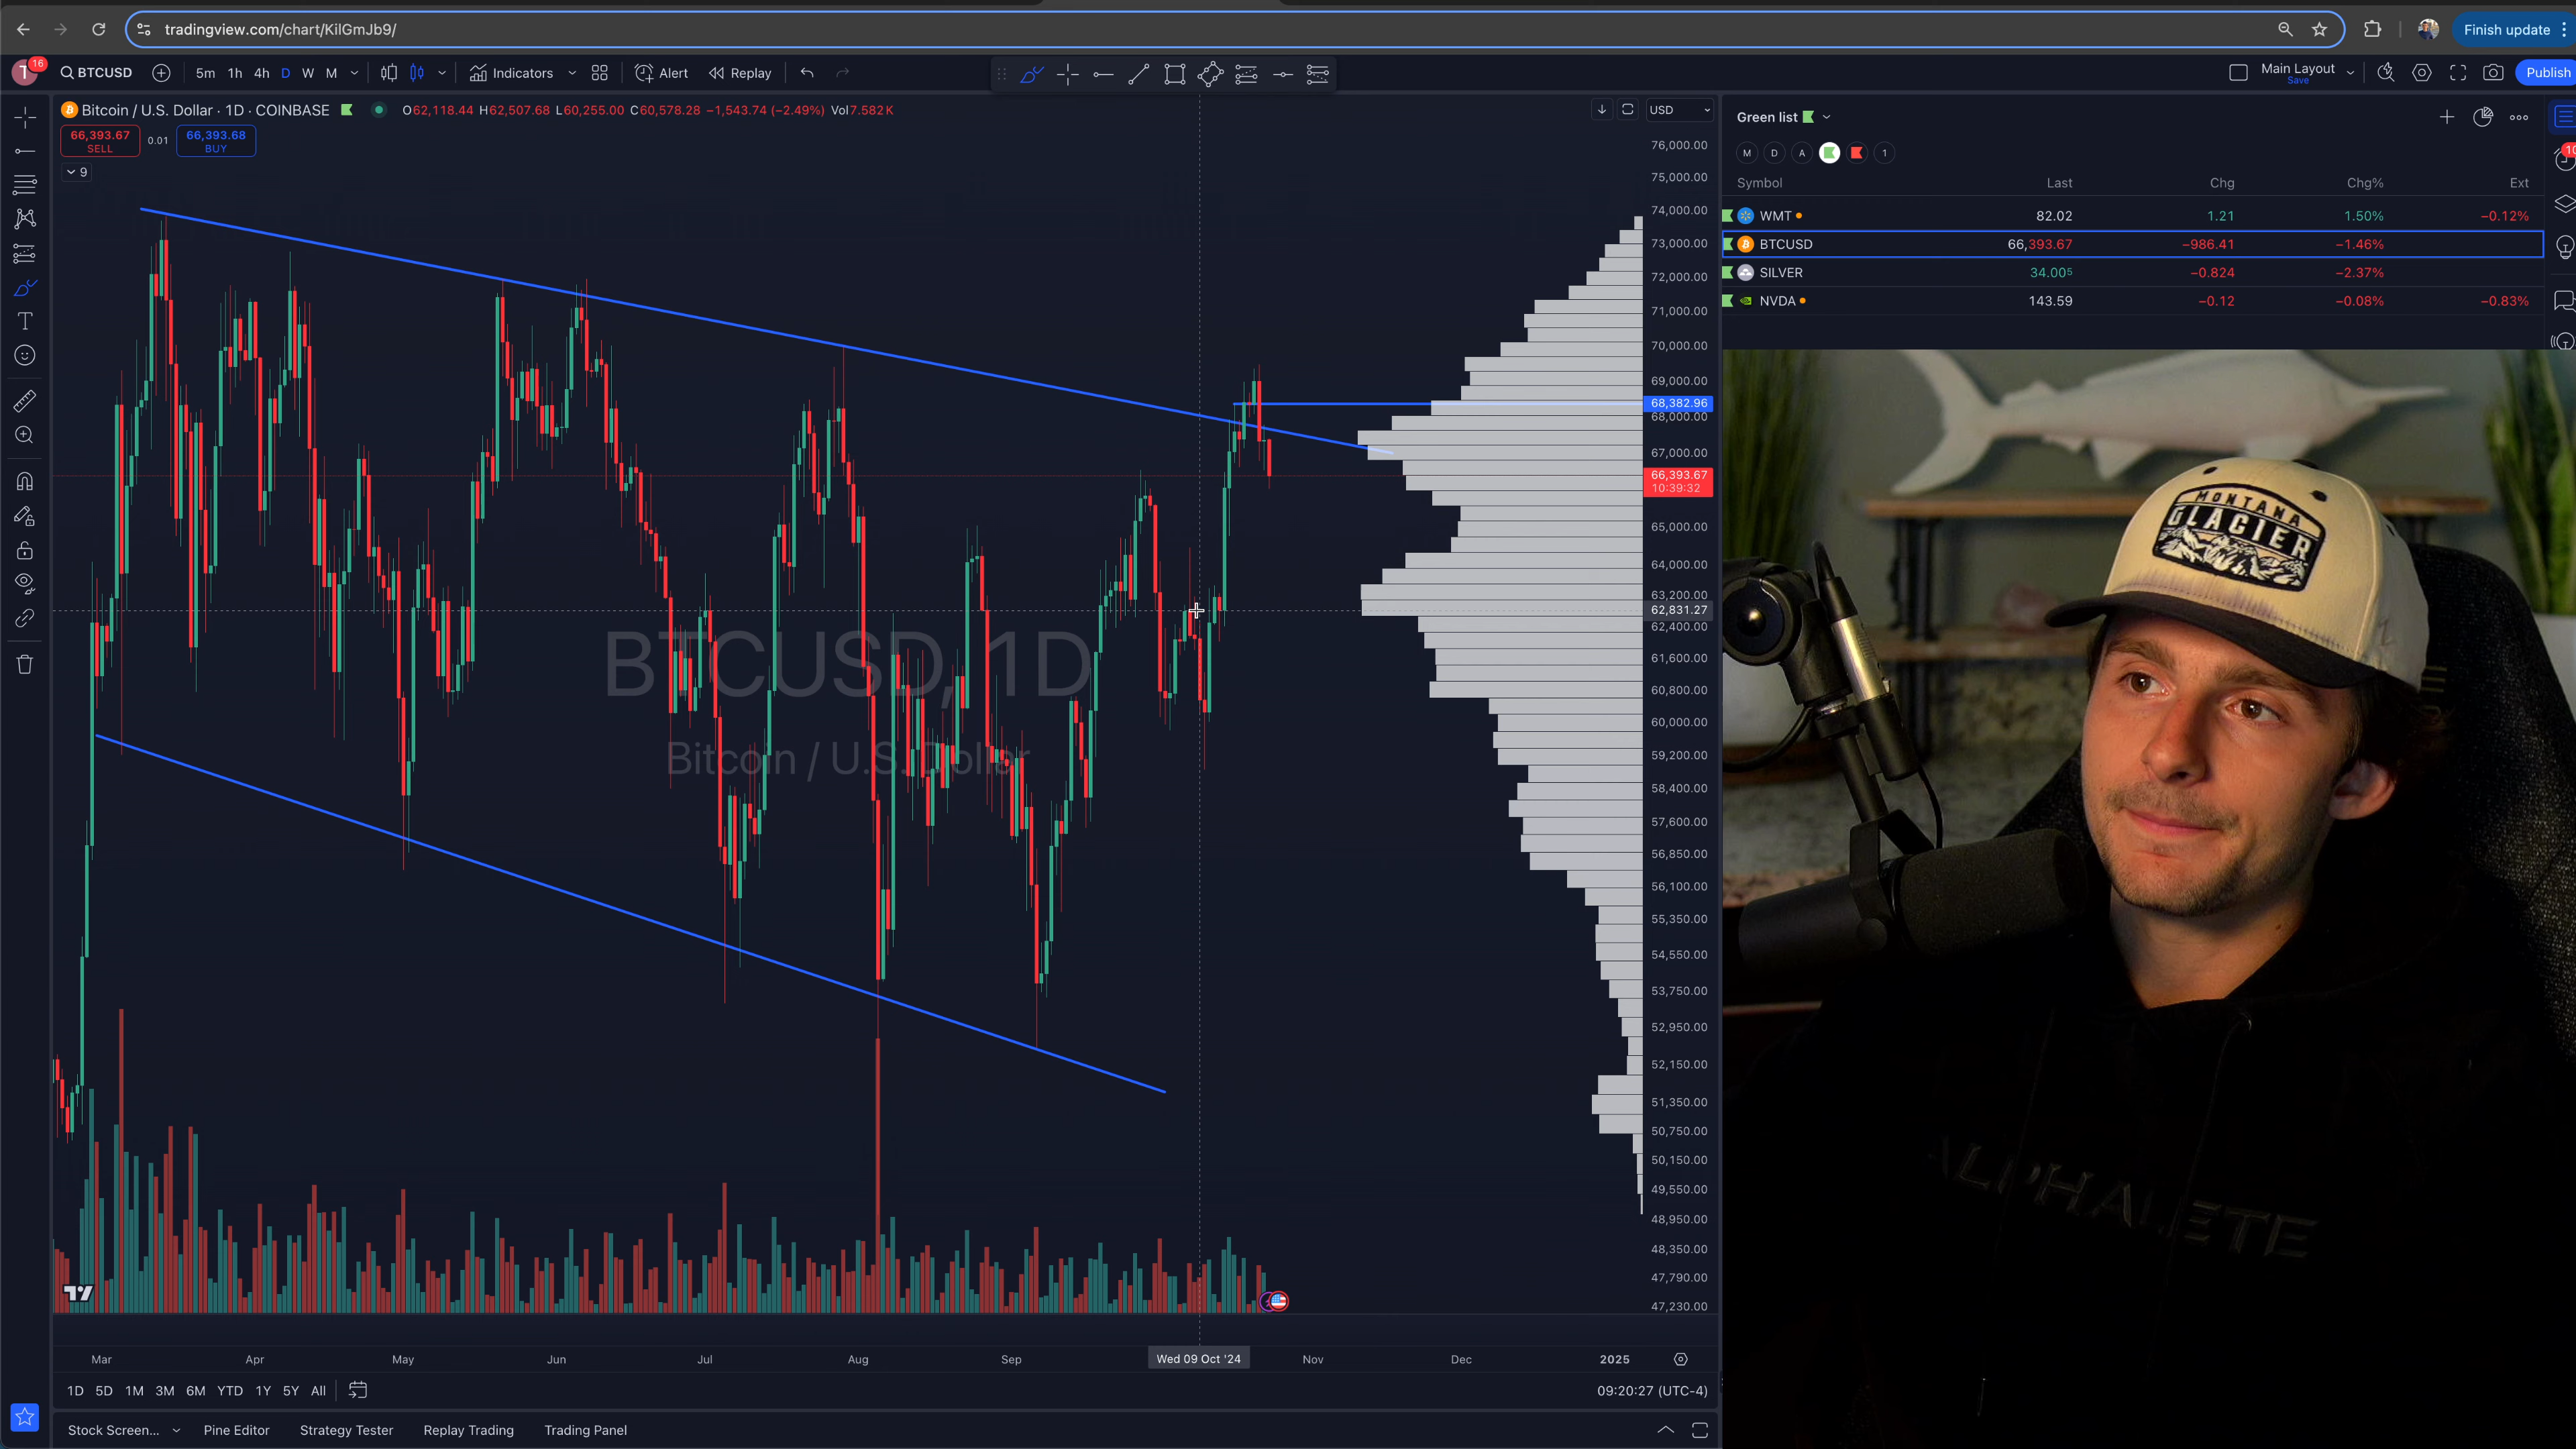 tradingview.com/chart/KilGmJb9/
Finish update
16
BTCUSD
5m 1h 4h D W M
Indicators
Alert
Replay
Main Layout
Save
Publish
Bitcoin / U.S. Dollar · 1D · COINBASE
O62,118.44 H62,507.68 L60,255.00 C60,578.28 −1,543.74 (−2.49%) Vol7.582 K
USD
66,393.67
SELL
0.01
66,393.68
BUY
9
BTCUSD, 1D
Bitcoin / U.S. Dollar
76,000.00
75,000.00
74,000.00
73,000.00
72,000.00
71,000.00
70,000.00
69,000.00
68,382.96
68,000.00
67,000.00
66,393.67
10:39:32
65,000.00
64,000.00
63,200.00
62,831.27
62,400.00
61,600.00
60,800.00
60,000.00
59,200.00
58,400.00
57,600.00
56,850.00
56,100.00
55,350.00
54,550.00
53,750.00
52,950.00
52,150.00
51,350.00
50,750.00
50,150.00
49,550.00
48,950.00
48,350.00
47,790.00
47,230.00
Mar Apr May Jun Jul Aug Sep Wed 09 Oct '24 Nov Dec 2025
1D 5D 1M 3M 6M YTD 1Y 5Y All
09:20:27 (UTC-4)
Stock Screen... Pine Editor Strategy Tester Replay Trading Trading Panel
Green list
M D A 1
Symbol Last Chg Chg% Ext
WMT 82.02 1.21 1.50% −0.12%
BTCUSD 66,393.67 −986.41 −1.46%
SILVER 34.005 −0.824 −2.37%
NVDA 143.59 −0.12 −0.08% −0.83%
10
MONTANA
GLACIER
ALPHALETE